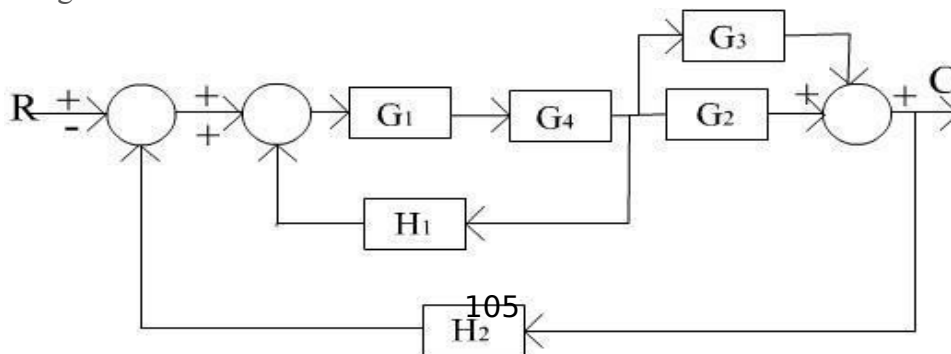 G₃
R + - + + G₁ G₄ G₂ + + C
H₁
105
H₂